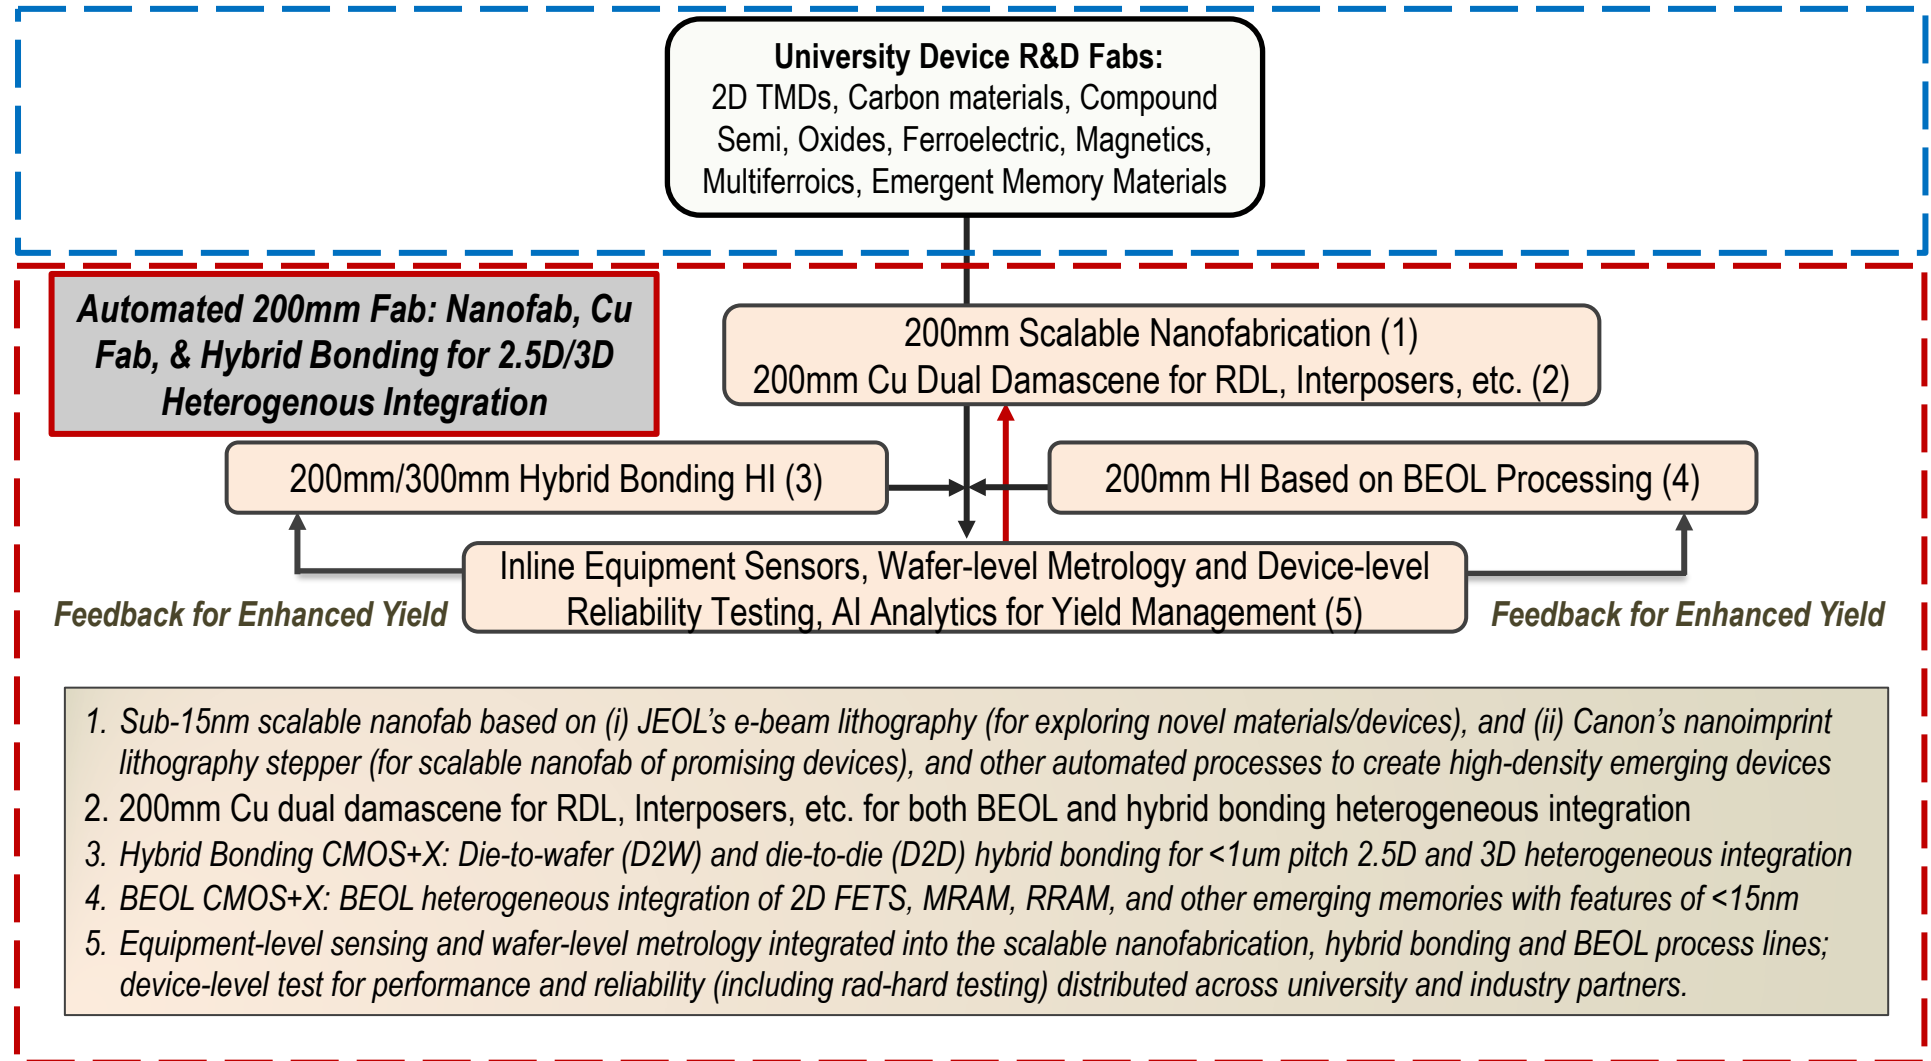 University Device R&D Fabs:
2D TMDs, Carbon materials, Compound
Semi, Oxides, Ferroelectric, Magnetics,
Multiferroics, Emergent Memory Materials
Automated 200mm Fab: Nanofab, Cu
Fab, & Hybrid Bonding for 2.5D/3D
Heterogenous Integration
200mm Scalable Nanofabrication (1)
200mm Cu Dual Damascene for RDL, Interposers, etc. (2)
200mm/300mm Hybrid Bonding HI (3)
200mm HI Based on BEOL Processing (4)
Inline Equipment Sensors, Wafer-level Metrology and Device-level
Reliability Testing, AI Analytics for Yield Management (5)
Feedback for Enhanced Yield
Feedback for Enhanced Yield
1. Sub-15nm scalable nanofab based on (i) JEOL's e-beam lithography (for exploring novel materials/devices), and (ii) Canon's nanoimprint
lithography stepper (for scalable nanofab of promising devices), and other automated processes to create high-density emerging devices
2. 200mm Cu dual damascene for RDL, Interposers, etc. for both BEOL and hybrid bonding heterogeneous integration
3. Hybrid Bonding CMOS+X: Die-to-wafer (D2W) and die-to-die (D2D) hybrid bonding for <1um pitch 2.5D and 3D heterogeneous integration
4. BEOL CMOS+X: BEOL heterogeneous integration of 2D FETS, MRAM, RRAM, and other emerging memories with features of <15nm
5. Equipment-level sensing and wafer-level metrology integrated into the scalable nanofabrication, hybrid bonding and BEOL process lines;
device-level test for performance and reliability (including rad-hard testing) distributed across university and industry partners.